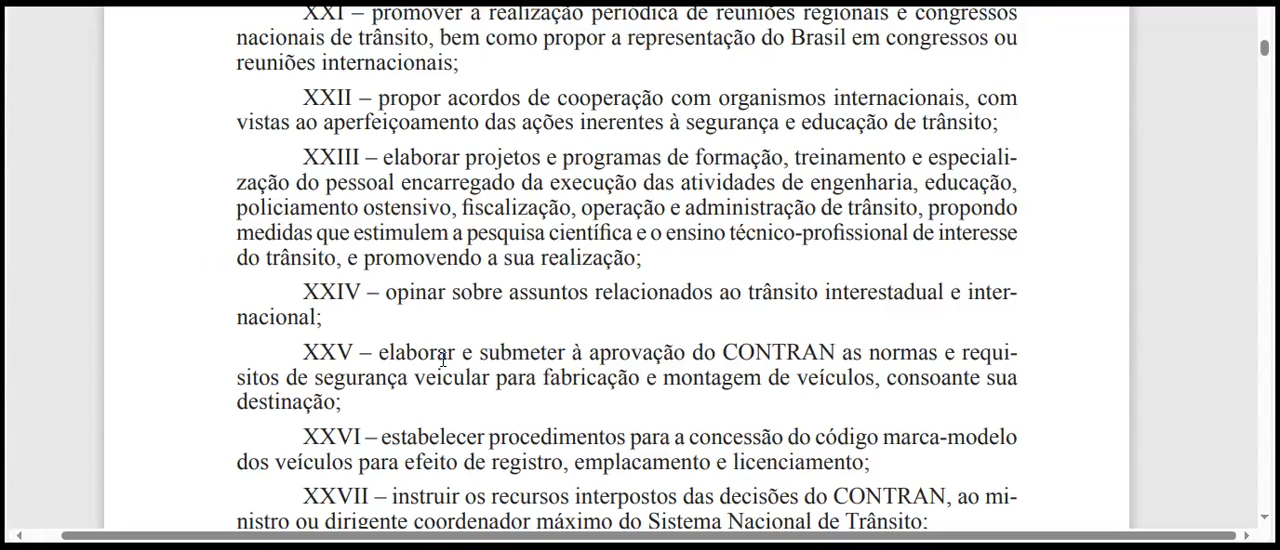 XXI – promover a realização periódica de reuniões regionais e congressos
nacionais de trânsito, bem como propor a representação do Brasil em congressos ou
reuniões internacionais;
XXII – propor acordos de cooperação com organismos internacionais, com
vistas ao aperfeiçoamento das ações inerentes à segurança e educação de trânsito;
XXIII – elaborar projetos e programas de formação, treinamento e especiali-
zação do pessoal encarregado da execução das atividades de engenharia, educação,
policiamento ostensivo, fiscalização, operação e administração de trânsito, propondo
medidas que estimulem a pesquisa científica e o ensino técnico-profissional de interesse
do trânsito, e promovendo a sua realização;
XXIV – opinar sobre assuntos relacionados ao trânsito interestadual e inter-
nacional;
XXV – elaborar e submeter à aprovação do CONTRAN as normas e requi-
sitos de segurança veicular para fabricação e montagem de veículos, consoante sua
destinação;
XXVI – estabelecer procedimentos para a concessão do código marca-modelo
dos veículos para efeito de registro, emplacamento e licenciamento;
XXVII – instruir os recursos interpostos das decisões do CONTRAN, ao mi-
nistro ou dirigente coordenador máximo do Sistema Nacional de Trânsito;